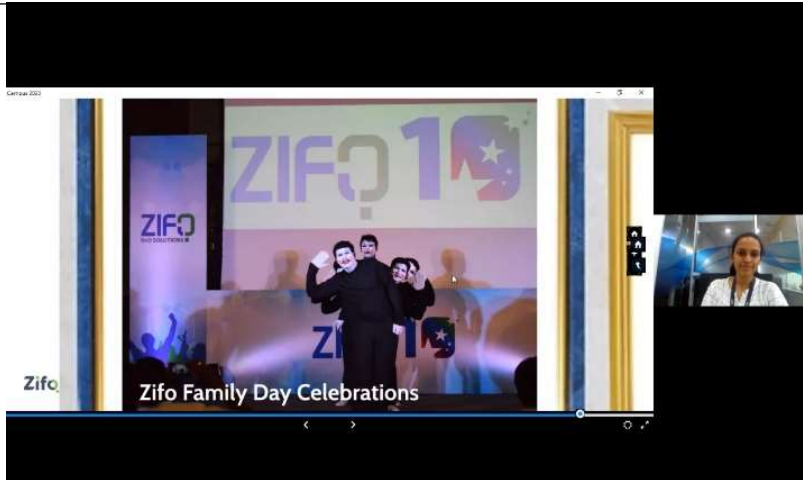 Campus 2023
ZIFO 10
ZIFO
RnD SOLUTIONS
ZIFO 10
Zifo
Zifo Family Day Celebrations